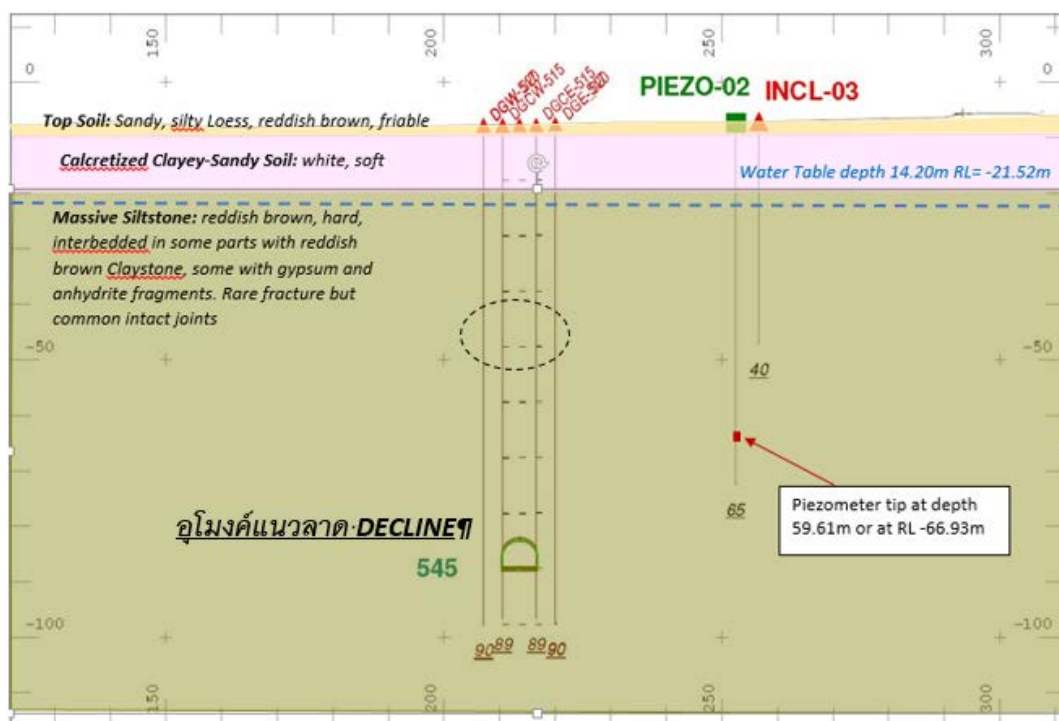 150
200
250
300
0
0
DGCW-515
DGCE-515
PIEZO-02
INCL-03
Top Soil: Sandy, silty Loess, reddish brown, friable
Calcretized Clayey-Sandy Soil: white, soft
Water Table depth 14.20m RL= -21.52m
Massive Siltstone: reddish brown, hard,
interbedded in some parts with reddish
brown Claystone, some with gypsum and
anhydrite fragments. Rare fracture but
common intact joints
-50
-50
40
65
Piezometer tip at depth
59.61m or at RL -66.93m
อุโมงค์แนวลาด·DECLINE¶
545
-100
-100
90
89
89
90
150
200
250
300